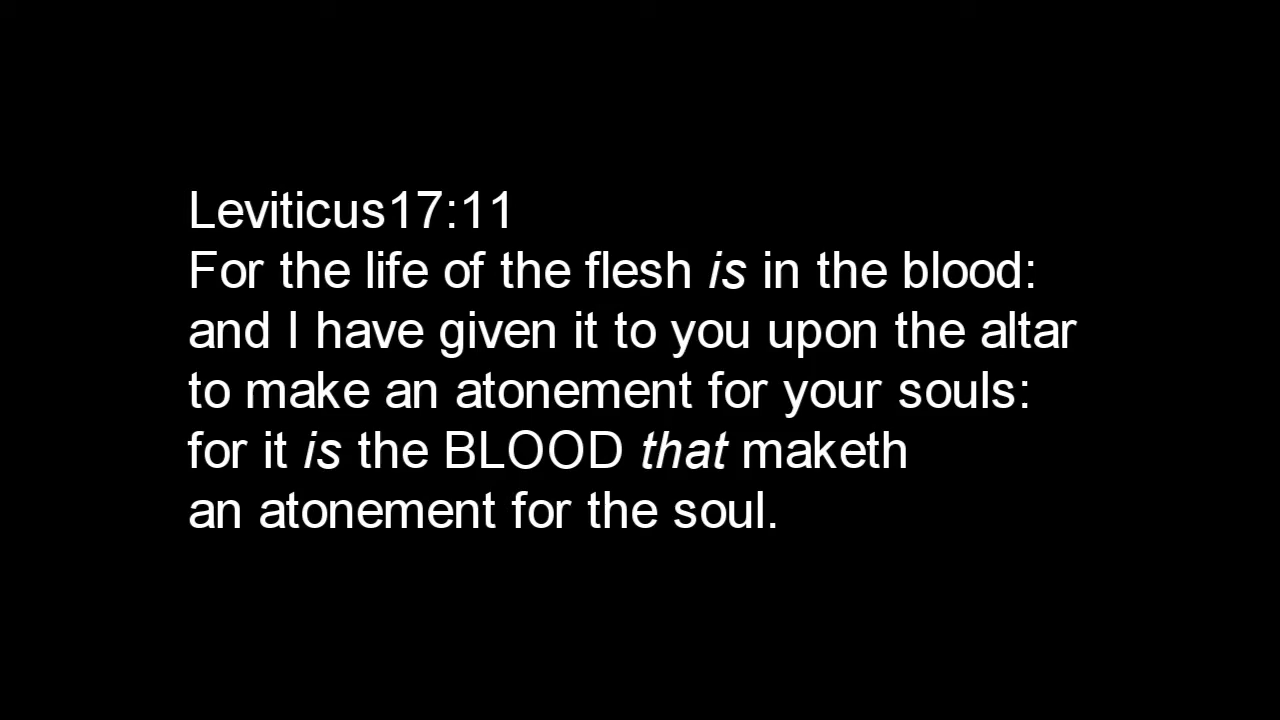 Leviticus17:11
For the life of the flesh is in the blood:
and I have given it to you upon the altar
to make an atonement for your souls:
for it is the BLOOD that maketh
an atonement for the soul.